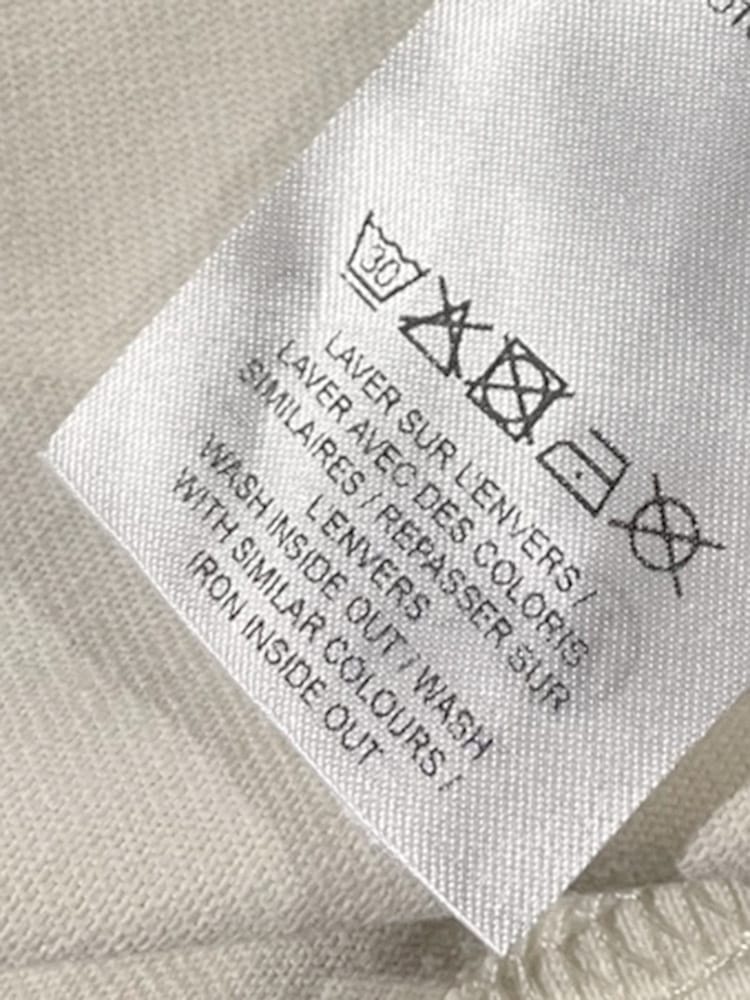 30
LAVER SUR L'ENVERS /
LAVER AVEC DES COLORIS
SIMILAIRES / REPASSER SUR
L'ENVERS
WASH INSIDE OUT / WASH
WITH SIMILAR COLOURS /
IRON INSIDE OUT